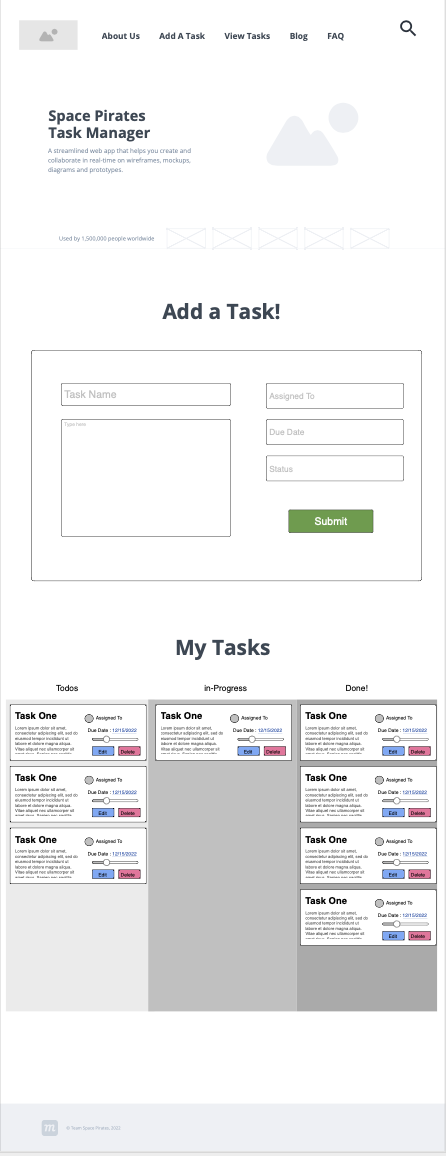 About Us Add A Task View Tasks Blog FAQ
Space Pirates
Task Manager
A streamlined web app that helps you create and
collaborate in real-time on wireframes, mockups,
diagrams and prototypes.
Used by 1,500,000 people worldwide
Add a Task!
Task Name
Assigned To
Type here
Due Date
Status
Submit
My Tasks
Todos in-Progress Done!
Task One
Assigned To
Lorem ipsum dolor sit amet,
consectetur adipiscing elit, sed do
eiusmod tempor incididunt ut
labore et dolore magna aliqua.
Vitae aliquet nec ullamcorper sit
Due Date : 12/15/2022
Edit Delete
Task One
Assigned To
Lorem ipsum dolor sit amet,
consectetur adipiscing elit, sed do
eiusmod tempor incididunt ut
labore et dolore magna aliqua.
Vitae aliquet nec ullamcorper sit
Due Date : 12/15/2022
Edit Delete
Task One
Assigned To
Lorem ipsum dolor sit amet,
consectetur adipiscing elit, sed do
eiusmod tempor incididunt ut
labore et dolore magna aliqua.
Vitae aliquet nec ullamcorper sit
Due Date : 12/15/2022
Edit Delete
Task One
Assigned To
Lorem ipsum dolor sit amet,
consectetur adipiscing elit, sed do
eiusmod tempor incididunt ut
labore et dolore magna aliqua.
Vitae aliquet nec ullamcorper sit
Due Date : 12/15/2022
Edit Delete
Task One
Assigned To
Lorem ipsum dolor sit amet,
consectetur adipiscing elit, sed do
eiusmod tempor incididunt ut
labore et dolore magna aliqua.
Vitae aliquet nec ullamcorper sit
Due Date : 12/15/2022
Edit Delete
Task One
Assigned To
Lorem ipsum dolor sit amet,
consectetur adipiscing elit, sed do
eiusmod tempor incididunt ut
labore et dolore magna aliqua.
Vitae aliquet nec ullamcorper sit
Due Date : 12/15/2022
Edit Delete
Task One
Assigned To
Lorem ipsum dolor sit amet,
consectetur adipiscing elit, sed do
eiusmod tempor incididunt ut
labore et dolore magna aliqua.
Vitae aliquet nec ullamcorper sit
Due Date : 12/15/2022
Edit Delete
Task One
Assigned To
Lorem ipsum dolor sit amet,
consectetur adipiscing elit, sed do
eiusmod tempor incididunt ut
labore et dolore magna aliqua.
Vitae aliquet nec ullamcorper sit
Due Date : 12/15/2022
Edit Delete
m © Team Space Pirates, 2022